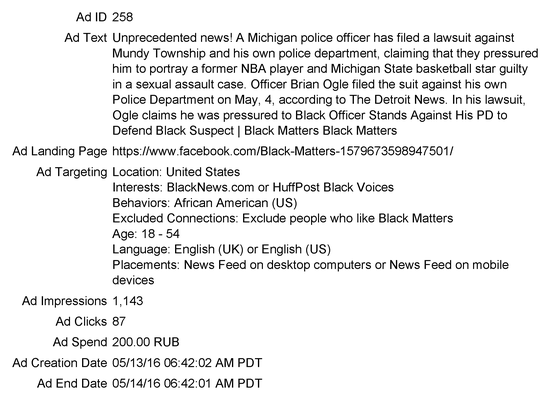 Ad ID 258
Ad Text Unprecedented news! A Michigan police officer has filed a lawsuit against
Mundy Township and his own police department, claiming that they pressured
him to portray a former NBA player and Michigan State basketball star guilty
in a sexual assault case. Officer Brian Ogle filed the suit against his own
Police Department on May, 4, according to The Detroit News. In his lawsuit,
Ogle claims he was pressured to Black Officer Stands Against His PD to
Defend Black Suspect | Black Matters Black Matters
Ad Landing Page https://www.facebook.com/Black-Matters-1579673598947501/
Ad Targeting Location: United States
Interests: BlackNews.com or HuffPost Black Voices
Behaviors: African American (US)
Excluded Connections: Exclude people who like Black Matters
Age: 18 - 54
Language: English (UK) or English (US)
Placements: News Feed on desktop computers or News Feed on mobile
devices
Ad Impressions 1,143
Ad Clicks 87
Ad Spend 200.00 RUB
Ad Creation Date 05/13/16 06:42:02 AM PDT
Ad End Date 05/14/16 06:42:01 AM PDT